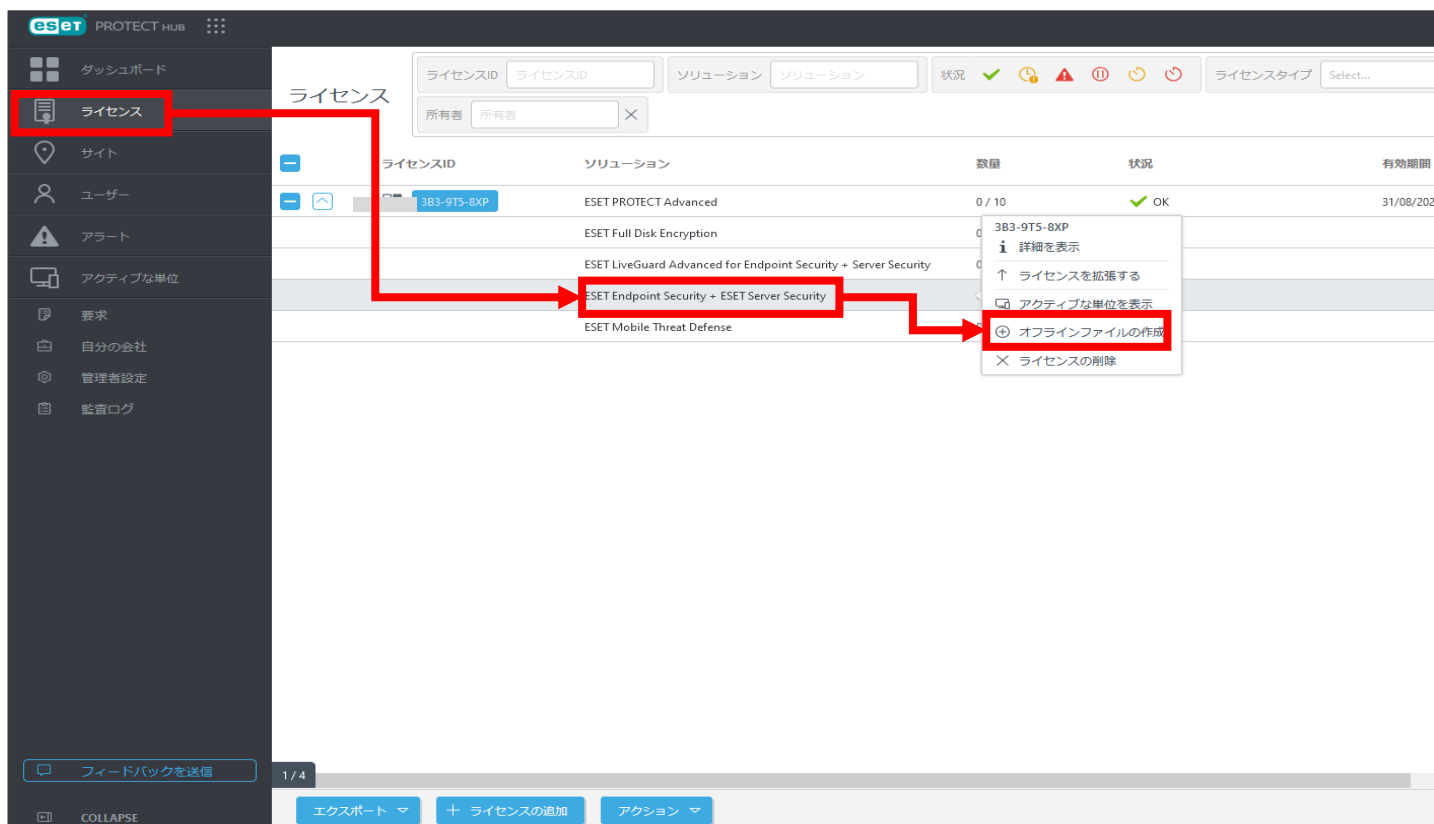 eset PROTECT HUB
ダッシュボード
ライセンス
サイト
ユーザー
アラート
アクティブな単位
要求
自分の会社
管理者設定
監査ログ
フィードバックを送信
COLLAPSE
ライセンス
ライセンスID ライセンスID ソリューション ソリューション 状況 ライセンスタイプ Select...
所有者 所有者
ライセンスID ソリューション 数量 状況 有効期間
3B3-9T5-8XP ESET PROTECT Advanced 0 / 10 OK 31/08/202
ESET Full Disk Encryption
ESET LiveGuard Advanced for Endpoint Security + Server Security
ESET Endpoint Security + ESET Server Security
ESET Mobile Threat Defense
3B3-9T5-8XP
詳細を表示
ライセンスを拡張する
アクティブな単位を表示
オフラインファイルの作成
ライセンスの削除
1 / 4
エクスポート ライセンスの追加 アクション